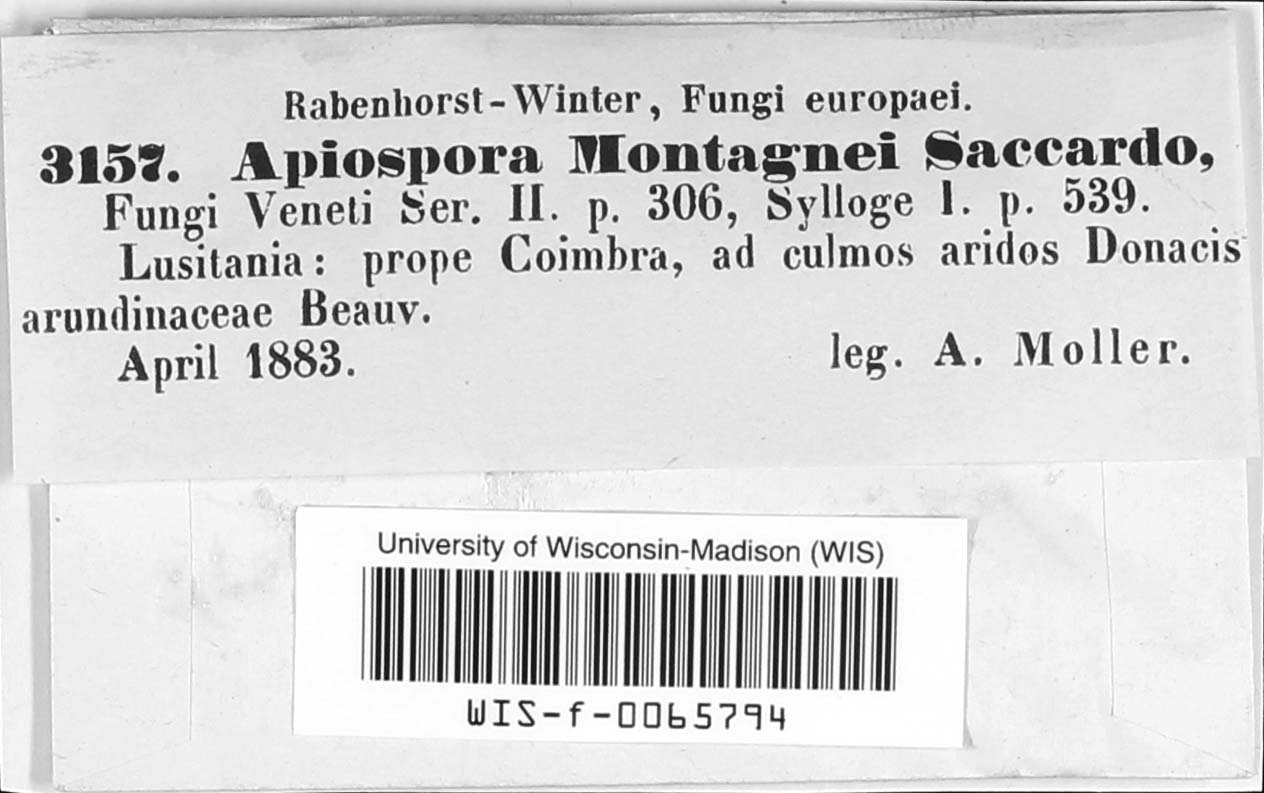 Rabenhorst-Winter, Fungi europaei.
3157. Apiospora Montagnei Saccardo,
Fungi Veneti Ser. II. p. 306, Sylloge I. p. 539.
Lusitania: prope Coimbra, ad culmos aridos Donacis
arundinaceae Beauv.
April 1883. leg. A. Moller.
University of Wisconsin-Madison (WIS)
WIS-f-0065794